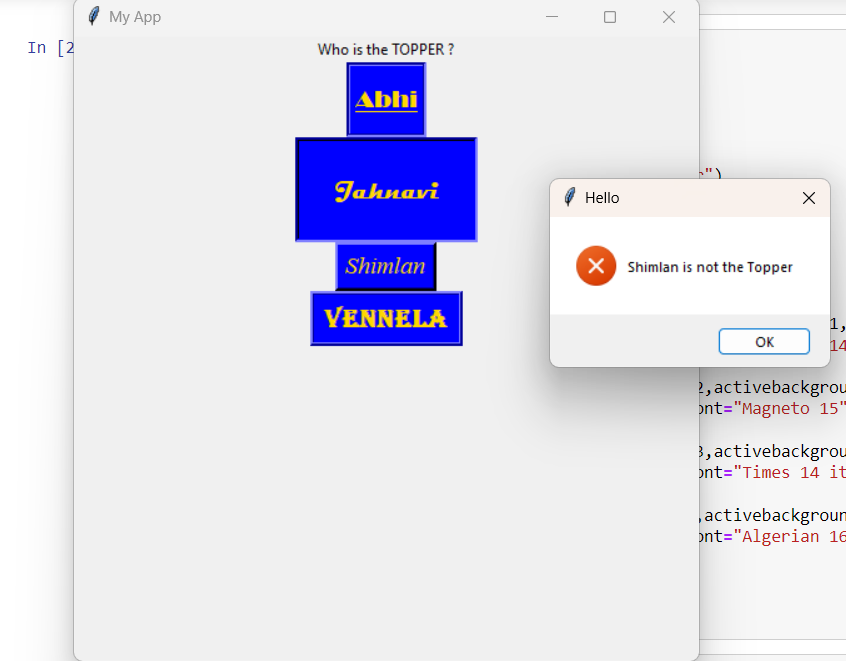 My App
In [2
Who is the TOPPER ?
Abhi
")
Jahnavi
Hello
Shimlan is not the Topper
Shimlan
VENNELA
1,
OK
14
2,activebackgrou
ont="Magneto 15"
3,activebackgrou
ont="Times 14 it
,activebackgroun
ont="Algerian 16